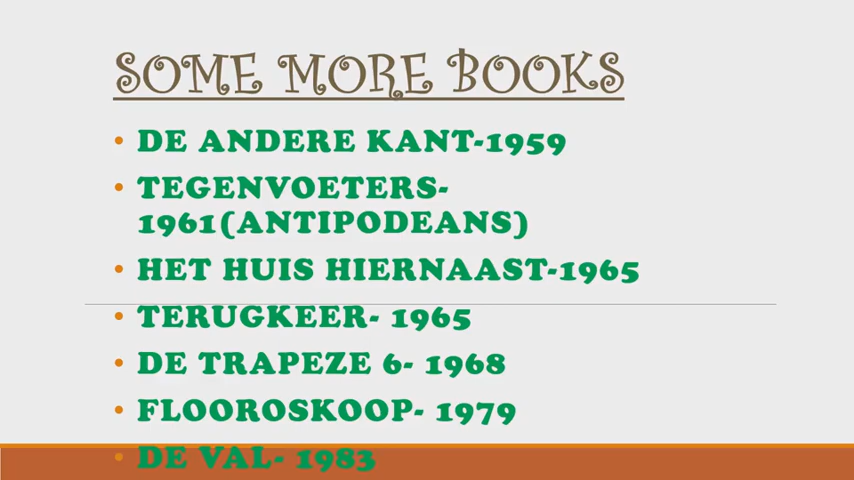 SOME MORE BOOKS
• DE ANDERE KANT-1959
• TEGENVOETERS-
1961(ANTIPODEANS)
• HET HUIS HIERNAAST-1965
• TERUGKEER- 1965
• DE TRAPEZE 6- 1968
• FLOOROSKOOP- 1979
• DE VAL- 1983